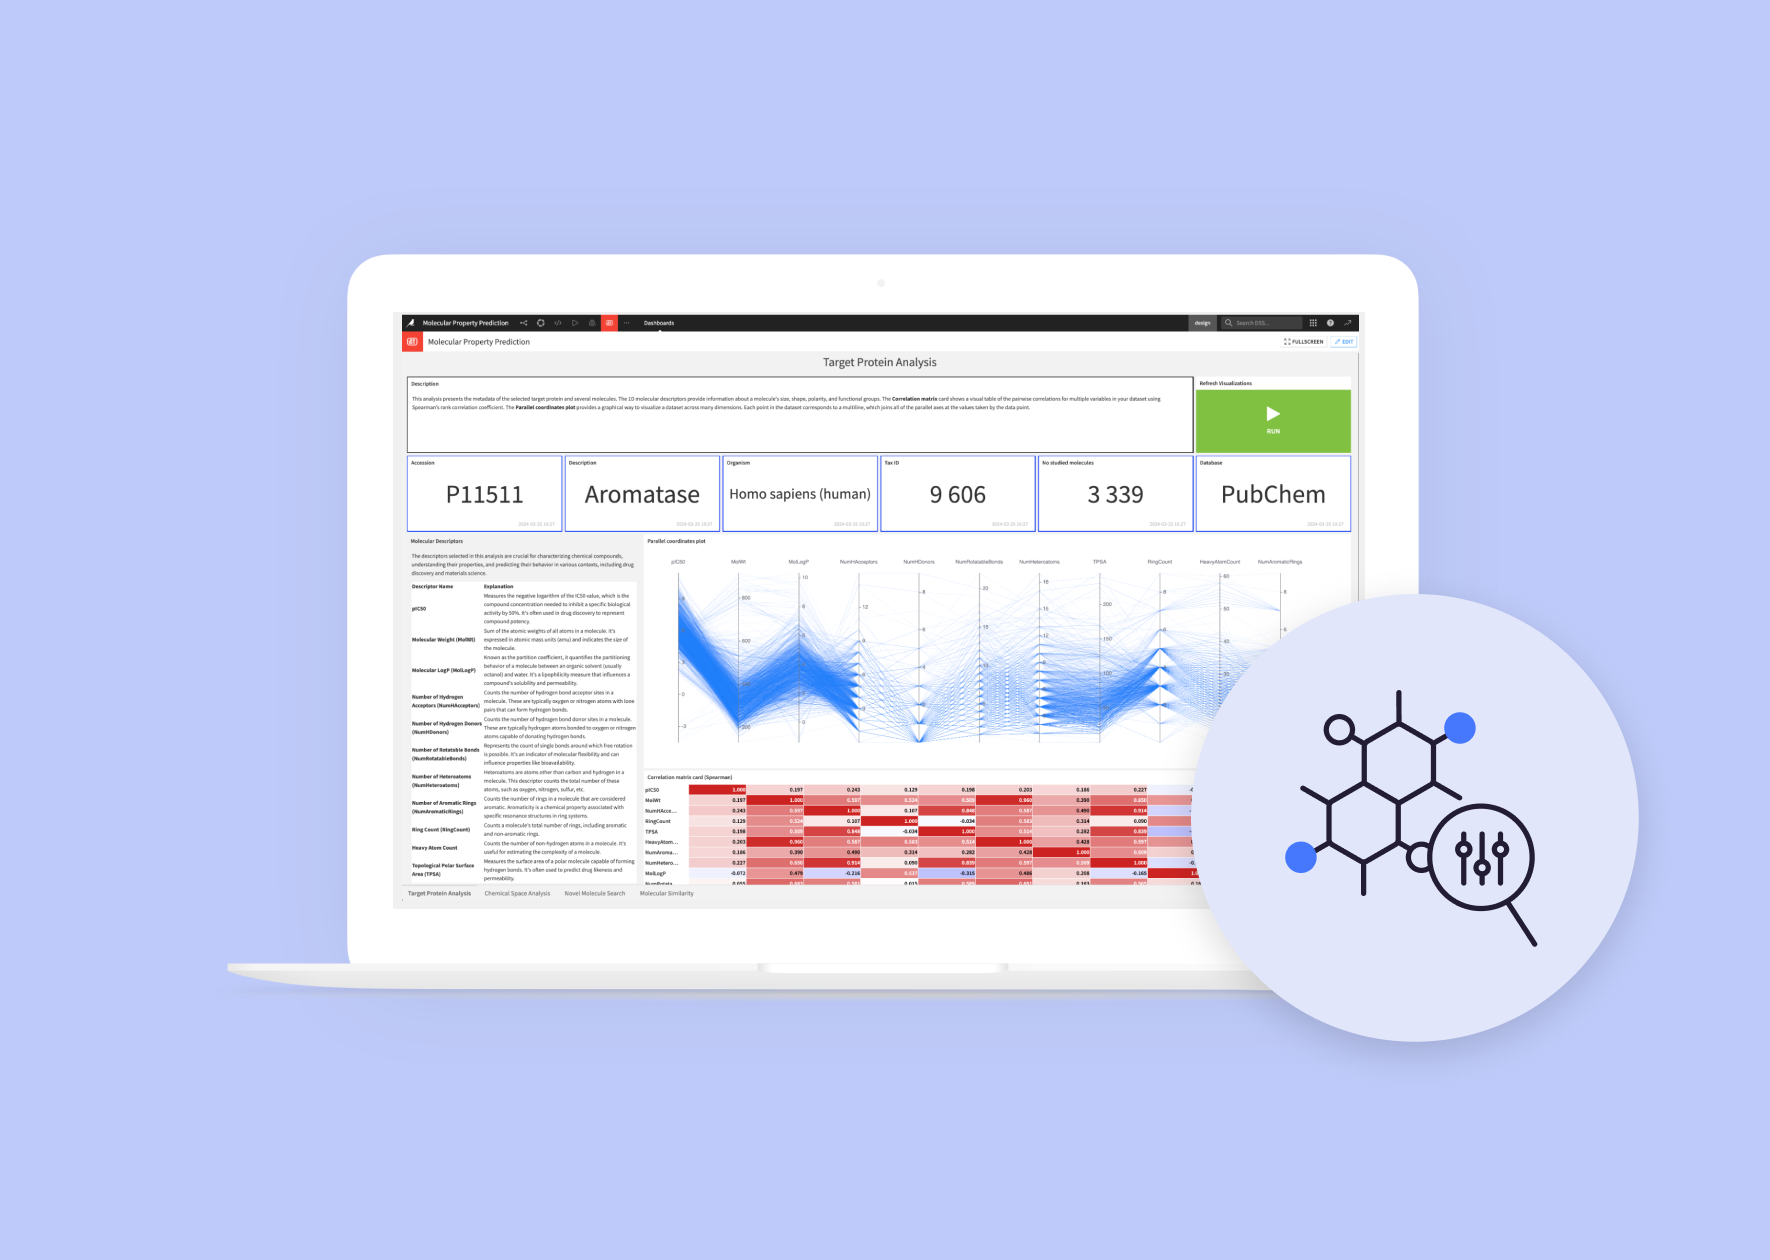 Molecular Property Prediction
Dashboards
design
Search DSS...
Molecular Property Prediction
FULLSCREEN
EDIT
Target Protein Analysis
Description
This analysis presents the metadata of the selected target protein and several molecules. The 1D molecular descriptors provide information about a molecule's size, shape, polarity, and functional groups. The Correlation matrix card shows a visual table of the pairwise correlations for multiple variables in your dataset using
Spearman's rank correlation coefficient. The Parallel coordinates plot provides a graphical way to visualize a dataset across many dimensions. Each point in the dataset corresponds to a multiline, which joins all of the parallel axes at the values taken by the data point.
Refresh Visualizations
RUN
Accession
P11511
Description
Aromatase
Organism
Homo sapiens (human)
Tax ID
9 606
No studied molecules
3 339
Database
PubChem
Molecular Descriptors
The descriptors selected in this analysis are crucial for characterizing chemical compounds,
understanding their properties, and predicting their behavior in various contexts, including drug
discovery and materials science.
Descriptor Name Explanation
pIC50
Measures the negative logarithm of the IC50 value, which is the
compound concentration needed to inhibit a specific biological
activity by 50%. It's often used in drug discovery to represent
compound potency.
Molecular Weight (MolWt)
Sum of the atomic weights of all atoms in a molecule. It's
expressed in atomic mass units (amu) and indicates the size of
the molecule.
Molecular LogP (MolLogP)
Known as the partition coefficient, it quantifies the partitioning
behavior of a molecule between an organic solvent (usually
octanol) and water. It's a lipophilicity measure that influences a
compound's solubility and permeability.
Number of Hydrogen
Acceptors (NumHAcceptors)
Counts the number of hydrogen bond acceptor sites in a
molecule. These are typically oxygen or nitrogen atoms with lone
pairs that can form hydrogen bonds.
Number of Hydrogen Donors
(NumHDonors)
Counts the number of hydrogen bond donor sites in a molecule.
These are typically hydrogen atoms bonded to oxygen or nitrogen
atoms capable of donating hydrogen bonds.
Number of Rotatable Bonds
(NumRotatableBonds)
Represents the count of single bonds around which free rotation
is possible. It's an indicator of molecular flexibility and can
influence properties like bioavailability.
Number of Heteroatoms
(NumHeteroatoms)
Heteroatoms are atoms other than carbon and hydrogen in a
molecule. This descriptor counts the total number of these
atoms, such as oxygen, nitrogen, sulfur, etc.
Number of Aromatic Rings
(NumAromaticRings)
Counts the number of rings in a molecule that are considered
aromatic. Aromaticity is a chemical property associated with
specific resonance structures in ring systems.
Ring Count (RingCount)
Counts a molecule's total number of rings, including aromatic
and non-aromatic rings.
Heavy Atom Count
Counts the number of non-hydrogen atoms in a molecule. It's
useful for estimating the complexity of a molecule.
Topological Polar Surface
Area (TPSA)
Measures the surface area of a polar molecule capable of forming
hydrogen bonds. It's often used to predict drug likeness and
permeability.
Parallel coordinates plot
pIC50 MolWt MolLogP NumHAcceptors NumHDonors NumRotatableBonds NumHeteroatoms TPSA RingCount HeavyAtomCount NumAromaticRings
Correlation matrix card (Spearman)
pIC50 1.000 0.197 0.243 0.129 0.198 0.203 0.186 0.227
MolWt 0.197 1.000 0.960 0.390
NumHAcce... 0.243 1.000 0.107 0.848 0.587 0.490 0.914
RingCount 0.129 0.107 1.000 -0.034 0.583 0.314 0.090
TPSA 0.198 0.848 -0.034 1.000 0.514 0.282 0.839
HeavyAtom... 0.203 0.960 0.587 0.583 0.514 1.000 0.428 0.597
NumAroma... 0.186 0.390 0.490 0.314 0.282 0.428 1.000
NumHetero... 0.227 0.914 0.090 0.839 0.597 1.000
MolLogP -0.072 0.479 -0.216 -0.315 0.486 0.208 -0.165
Target Protein Analysis Chemical Space Analysis Novel Molecule Search Molecular Similarity